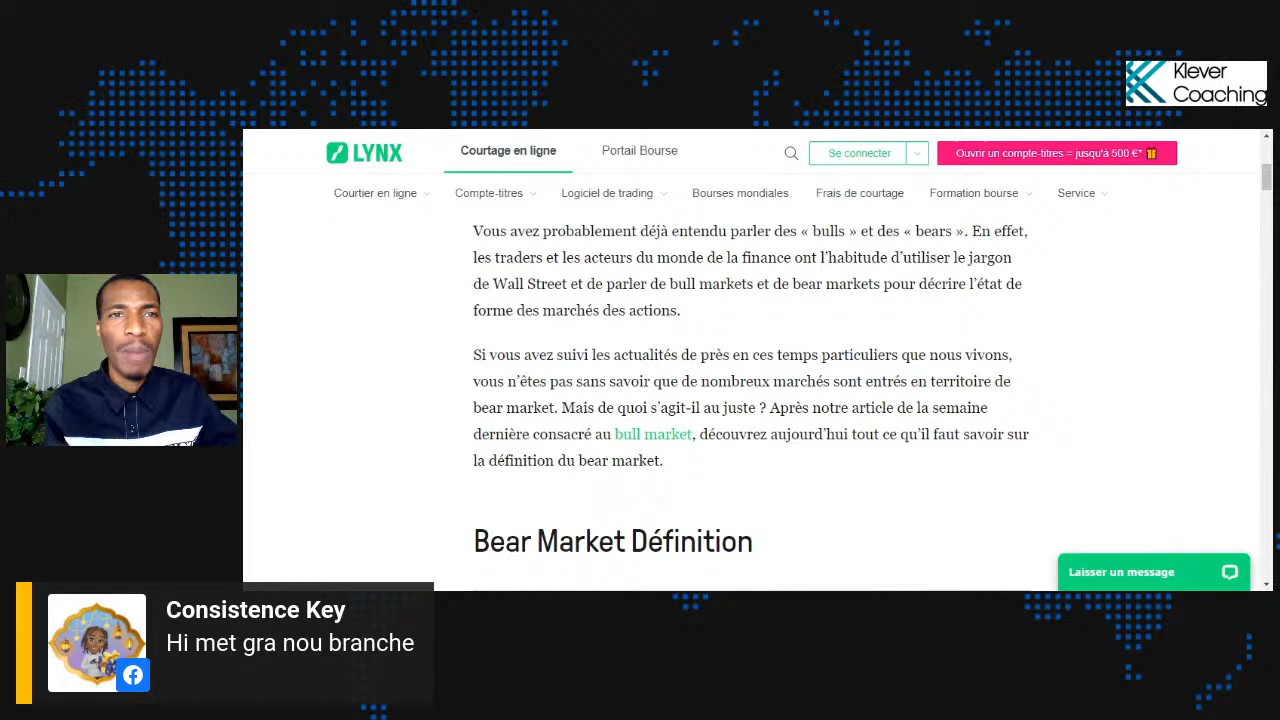 Klever
Coaching
LYNX
Courtage en ligne
Portail Bourse
Se connecter
Ouvrir un compte-titres = jusqu'à 500 €*
Courtier en ligne
Compte-titres
Logiciel de trading
Bourses mondiales
Frais de courtage
Formation bourse
Service
Vous avez probablement déjà entendu parler des « bulls » et des « bears ». En effet,
les traders et les acteurs du monde de la finance ont l'habitude d'utiliser le jargon
de Wall Street et de parler de bull markets et de bear markets pour décrire l'état de
forme des marchés des actions.
Si vous avez suivi les actualités de près en ces temps particuliers que nous vivons,
vous n'êtes pas sans savoir que de nombreux marchés sont entrés en territoire de
bear market. Mais de quoi s'agit-il au juste ? Après notre article de la semaine
dernière consacré au bull market, découvrez aujourd'hui tout ce qu'il faut savoir sur
la définition du bear market.
Bear Market Définition
Laisser un message
Consistence Key
Hi met gra nou branche